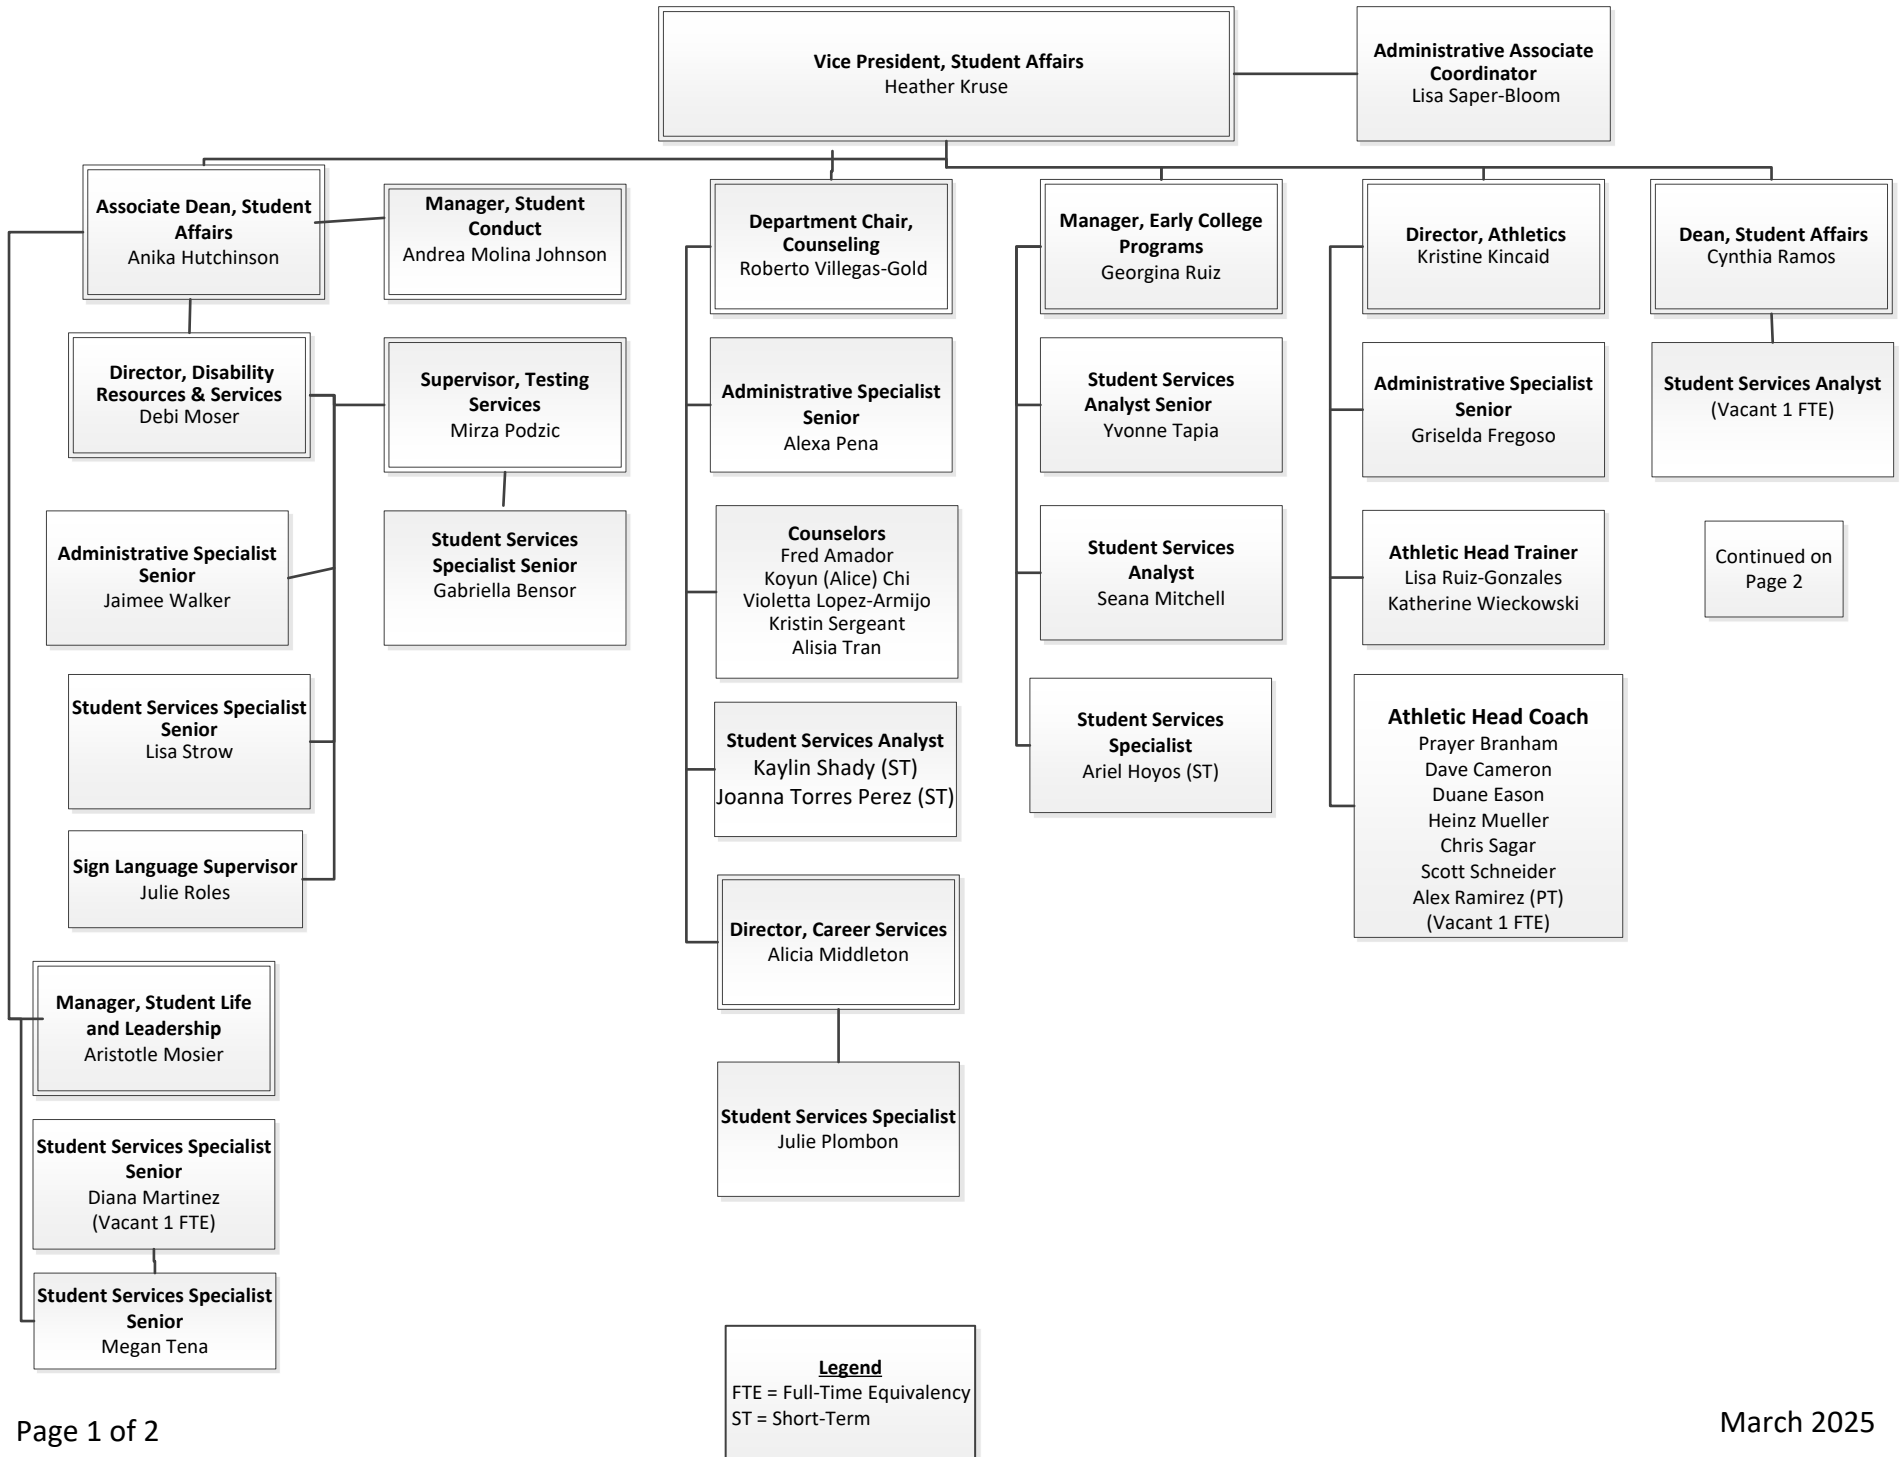 Vice President, Student Affairs
Heather Kruse
Administrative Associate
Coordinator
Lisa Saper-Bloom
Associate Dean, Student
Affairs
Anika Hutchinson
Manager, Student
Conduct
Andrea Molina Johnson
Department Chair,
Counseling
Roberto Villegas-Gold
Manager, Early College
Programs
Georgina Ruiz
Director, Athletics
Kristine Kincaid
Dean, Student Affairs
Cynthia Ramos
Director, Disability
Resources & Services
Debi Moser
Supervisor, Testing
Services
Mirza Podzic
Administrative Specialist
Senior
Alexa Pena
Student Services
Analyst Senior
Yvonne Tapia
Administrative Specialist
Senior
Griselda Fregoso
Student Services Analyst
(Vacant 1 FTE)
Administrative Specialist
Senior
Jaimee Walker
Student Services
Specialist Senior
Gabriella Bensor
Counselors
Fred Amador
Koyun (Alice) Chi
Violetta Lopez-Armijo
Kristin Sergeant
Alisia Tran
Student Services
Analyst
Seana Mitchell
Athletic Head Trainer
Lisa Ruiz-Gonzales
Katherine Wieckowski
Continued on
Page 2
Student Services Specialist
Senior
Lisa Strow
Student Services Analyst
Kaylin Shady (ST)
Joanna Torres Perez (ST)
Student Services
Specialist
Ariel Hoyos (ST)
Athletic Head Coach
Prayer Branham
Dave Cameron
Duane Eason
Heinz Mueller
Chris Sagar
Scott Schneider
Alex Ramirez (PT)
(Vacant 1 FTE)
Sign Language Supervisor
Julie Roles
Director, Career Services
Alicia Middleton
Manager, Student Life
and Leadership
Aristotle Mosier
Student Services Specialist
Julie Plombon
Student Services Specialist
Senior
Diana Martinez
(Vacant 1 FTE)
Student Services Specialist
Senior
Megan Tena
Legend
FTE = Full-Time Equivalency
ST = Short-Term
Page 1 of 2
March 2025